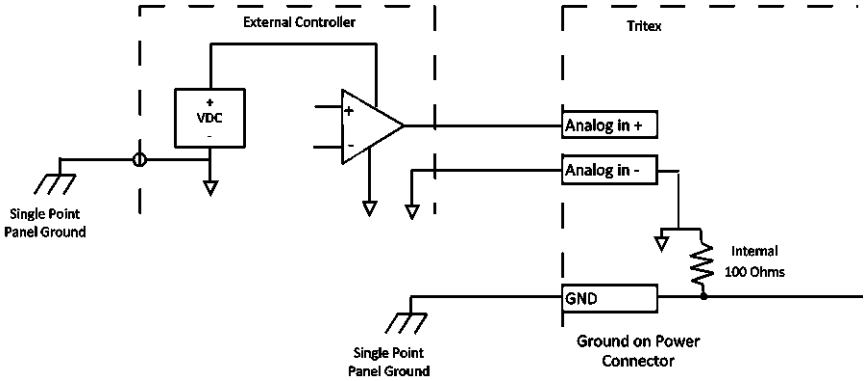 External Controller
Tritex
+
VDC
-
+
-
Analog in +
Analog in -
Single Point
Panel Ground
Internal
100 Ohms
GND
Single Point
Panel Ground
Ground on Power
Connector